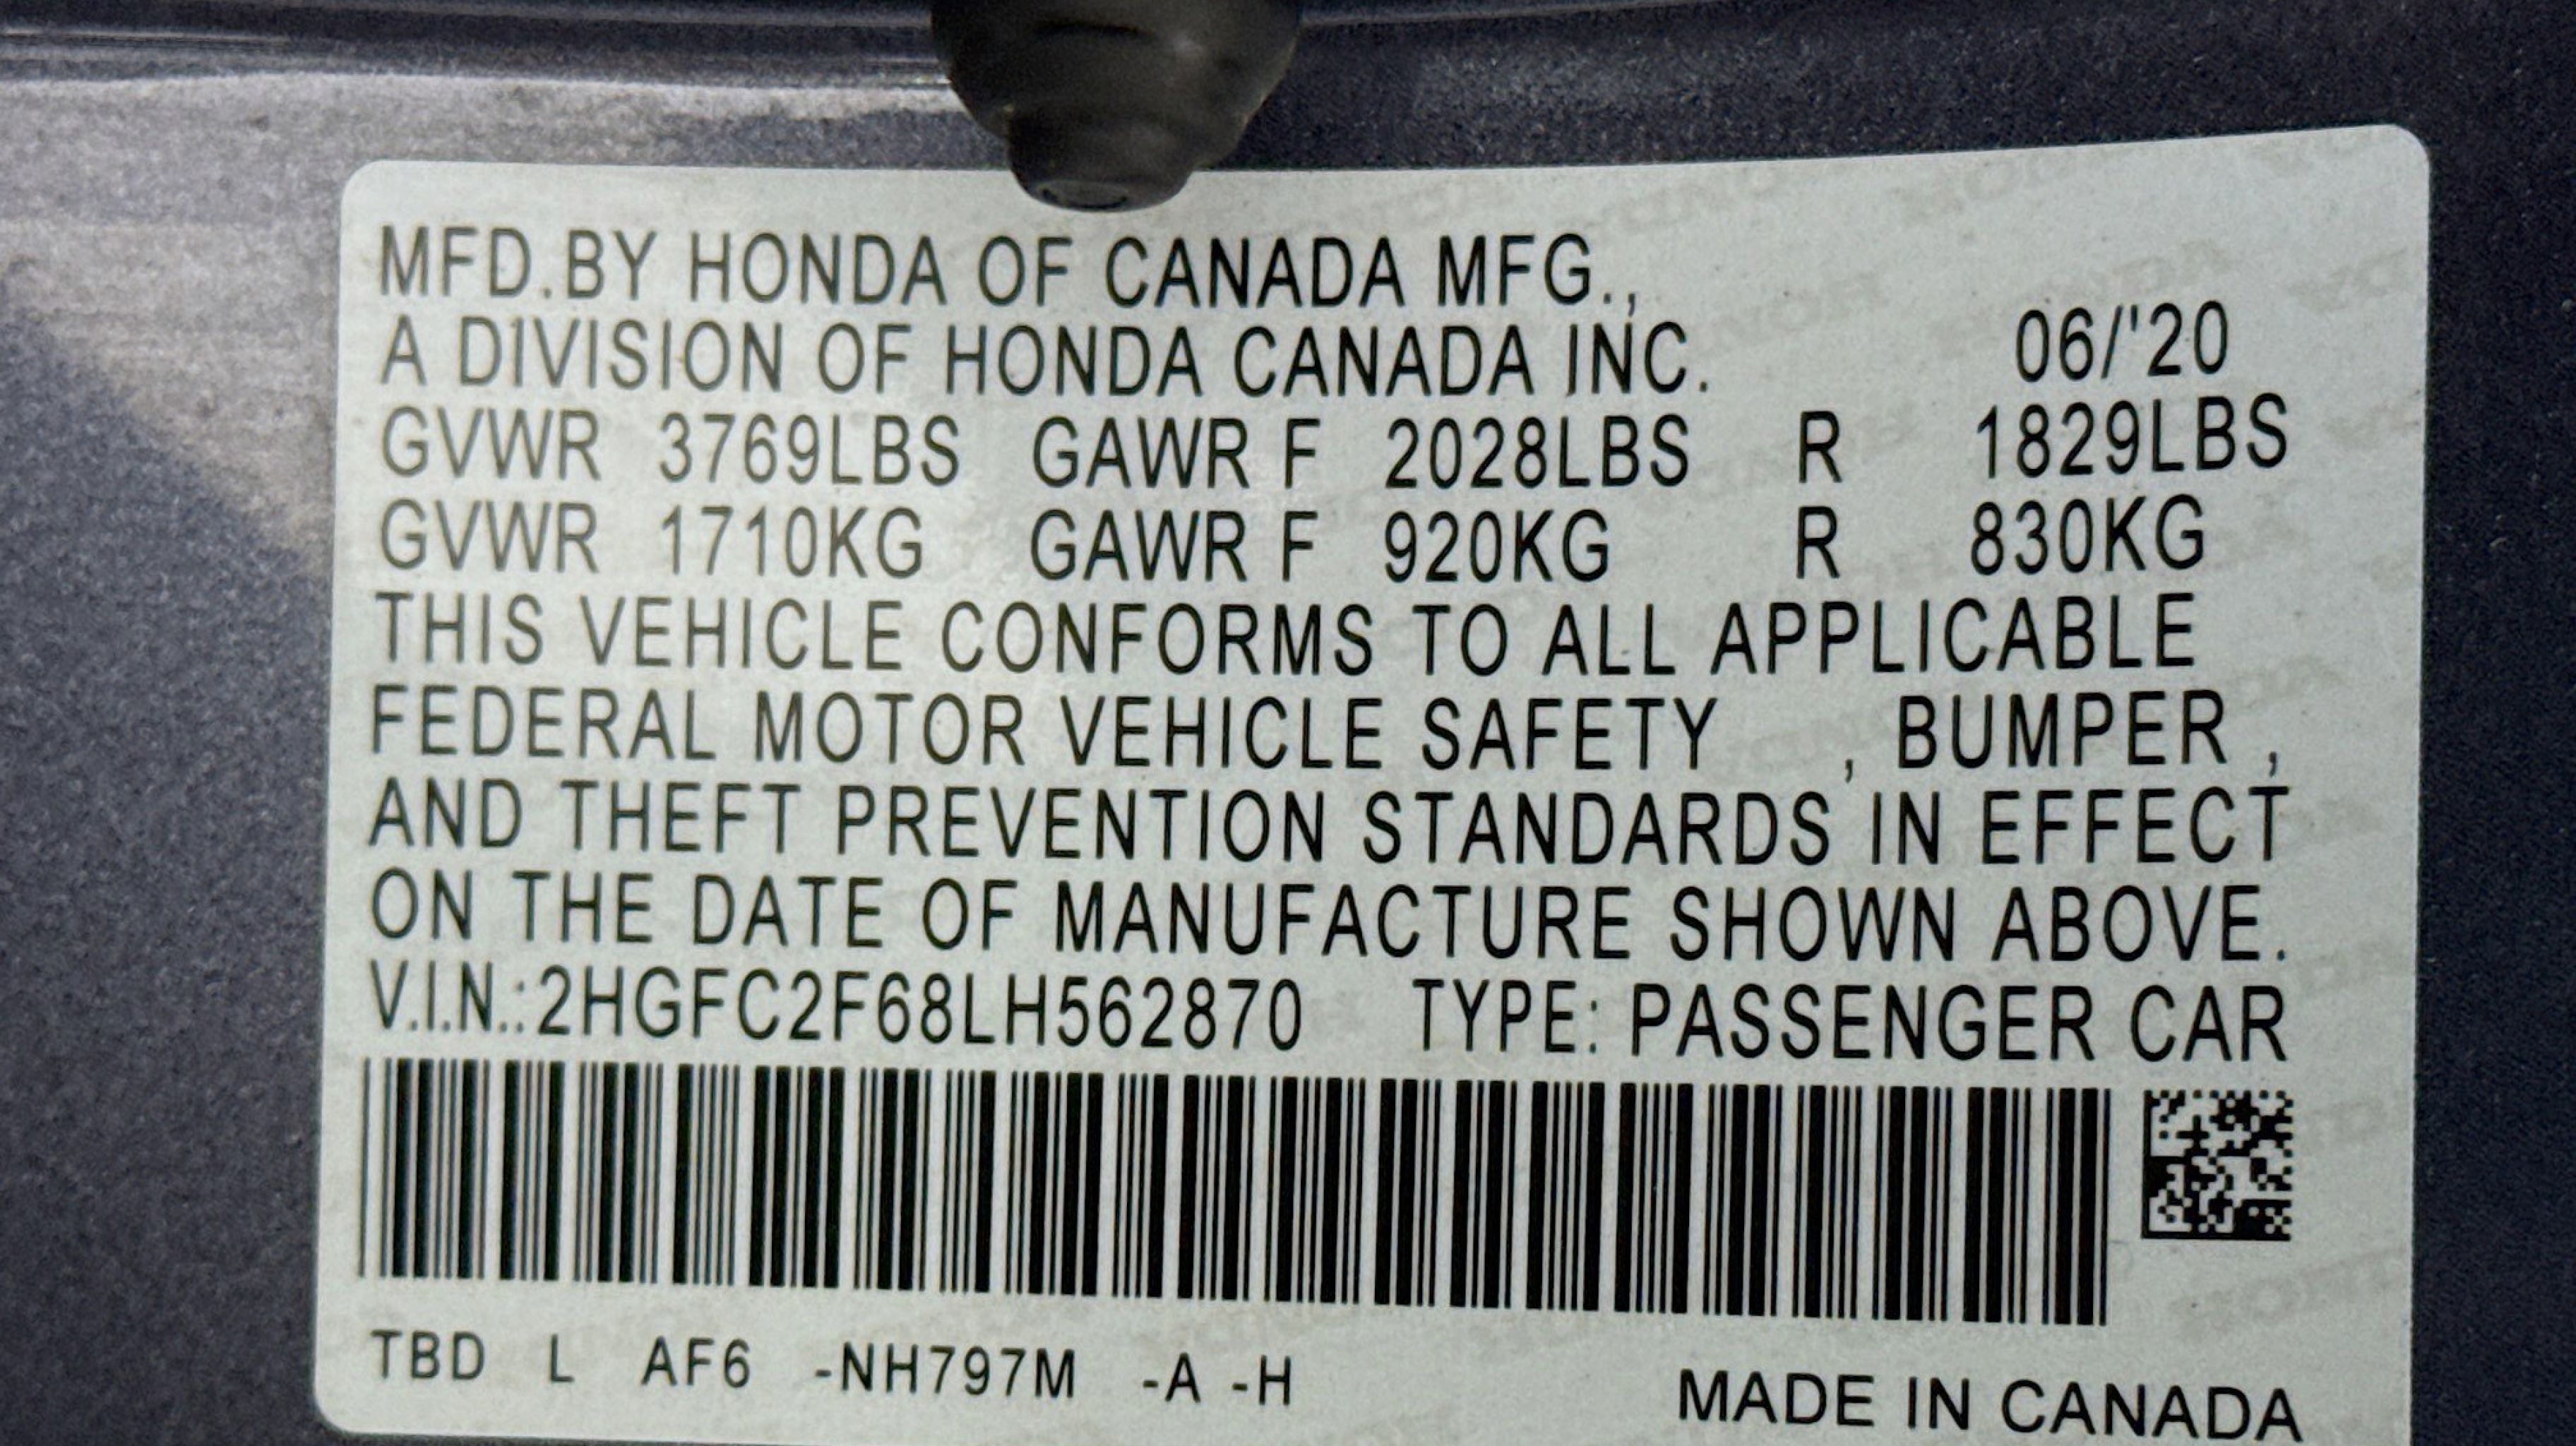 MFD.BY HONDA OF CANADA MFG.,
A DIVISION OF HONDA CANADA INC. 06/'20
GVWR 3769LBS GAWR F 2028LBS R 1829LBS
GVWR 1710KG GAWR F 920KG R 830KG
THIS VEHICLE CONFORMS TO ALL APPLICABLE
FEDERAL MOTOR VEHICLE SAFETY , BUMPER ,
AND THEFT PREVENTION STANDARDS IN EFFECT
ON THE DATE OF MANUFACTURE SHOWN ABOVE.
V.I.N.:2HGFC2F68LH562870 TYPE: PASSENGER CAR
TBD L AF6 -NH797M -A -H
MADE IN CANADA